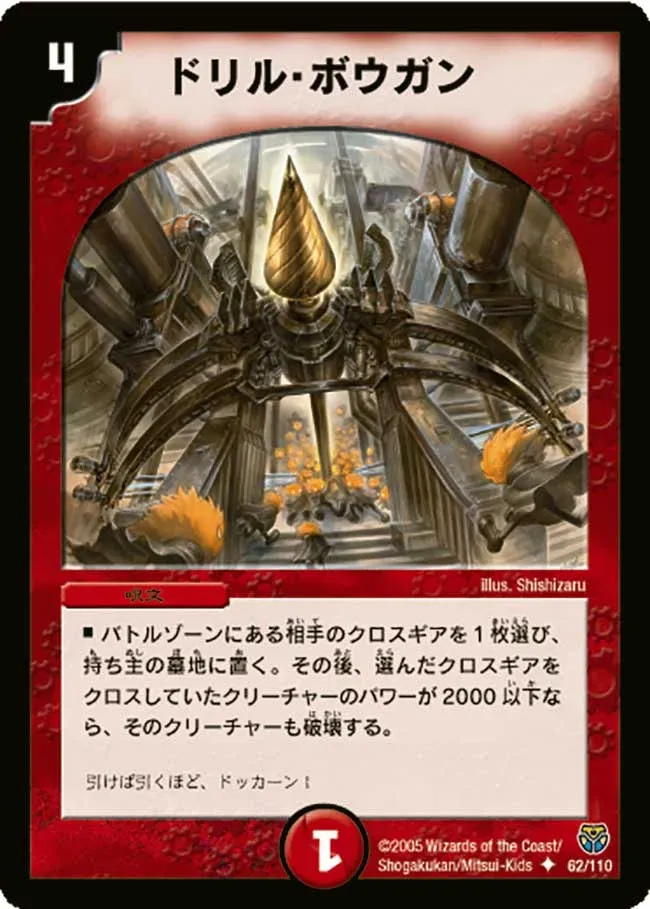 4
ドリル・ボウガン
illus. Shishizaru
呪文
■ バトルゾーンにある相手のクロスギアを1枚選び、
持ち主の墓地に置く。その後、選んだクロスギアを
クロスしていたクリーチャーのパワーが 2000 以下な
ら、そのクリーチャーも破壊する。
引けば引くほど、ドッカーン!
1
©2005 Wizards of the Coast/
Shogakukan/Mitsui-Kids ♦ 62/110